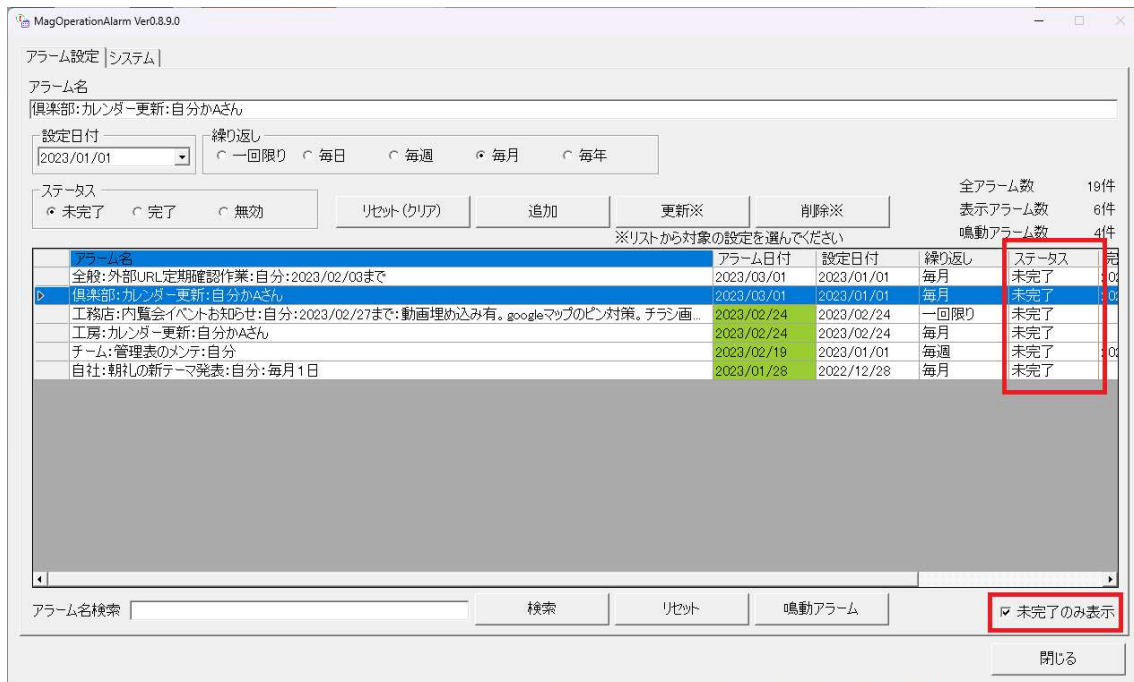 MagOperationAlarm Ver0.8.9.0
アラーム設定 システム
アラーム名
倶楽部:カレンダー更新:自分かAさん
設定日付 繰り返し
2023/01/01 一回限り 毎日 毎週 毎月 毎年
ステータス
未完了 完了 無効 リセット(クリア) 追加 更新※ 削除※
※リストから対象の設定を選んでください
全アラーム数 19件
表示アラーム数 6件
鳴動アラーム数 4件
アラーム名 アラーム日付 設定日付 繰り返し ステータス 完
全般:外部URL定期確認作業:自分:2023/02/03まで 2023/03/01 2023/01/01 毎月 未完了
倶楽部:カレンダー更新:自分かAさん 2023/03/01 2023/01/01 毎月 未完了
工務店:内覧会イベントお知らせ:自分:2023/02/27まで:動画埋め込み有。googleマップのピン対策。チラシ画... 2023/02/24 2023/02/24 一回限り 未完了
工房:カレンダー更新:自分かAさん 2023/02/24 2023/02/24 毎月 未完了
チーム:管理表のメンテ:自分 2023/02/19 2023/01/01 毎週 未完了
自社:朝礼の新テーマ発表:自分:毎月1日 2023/01/28 2022/12/28 毎月 未完了
アラーム名検索 検索 リセット 鳴動アラーム 未完了のみ表示
閉じる